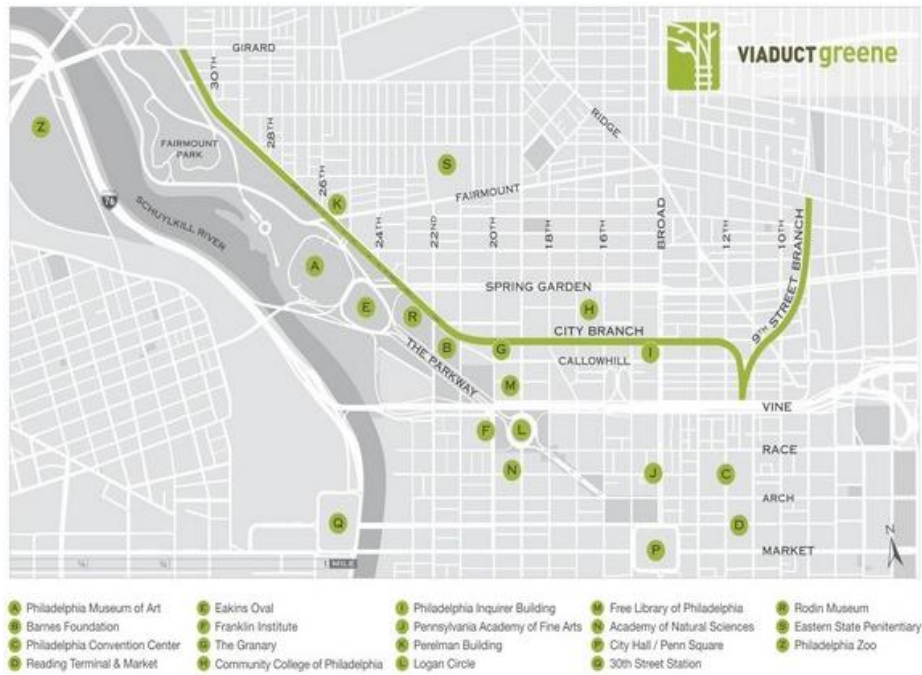 VIADUCTgreene
GIRARD
30TH
RIDGE
28TH
FAIRMOUNT
PARK
Z
S
26TH
FAIRMOUNT
K
76
SCHUYLKILL RIVER
24TH
22ND
20TH
18TH
16TH
BROAD
12TH
10TH
9TH STREET BRANCH
A
SPRING GARDEN
E
R
H
CITY BRANCH
B
G
I
CALLOWHILL
THE PARKWAY
M
VINE
F
L
RACE
N
J
C
ARCH
Q
D
N
P
MARKET
1 MILE
A Philadelphia Museum of Art
B Barnes Foundation
C Philadelphia Convention Center
D Reading Terminal & Market
E Eakins Oval
F Franklin Institute
G The Granary
H Community College of Philadelphia
I Philadelphia Inquirer Building
J Pennsylvania Academy of Fine Arts
K Perelman Building
L Logan Circle
M Free Library of Philadelphia
N Academy of Natural Sciences
P City Hall / Penn Square
Q 30th Street Station
R Rodin Museum
S Eastern State Penitentiary
Z Philadelphia Zoo